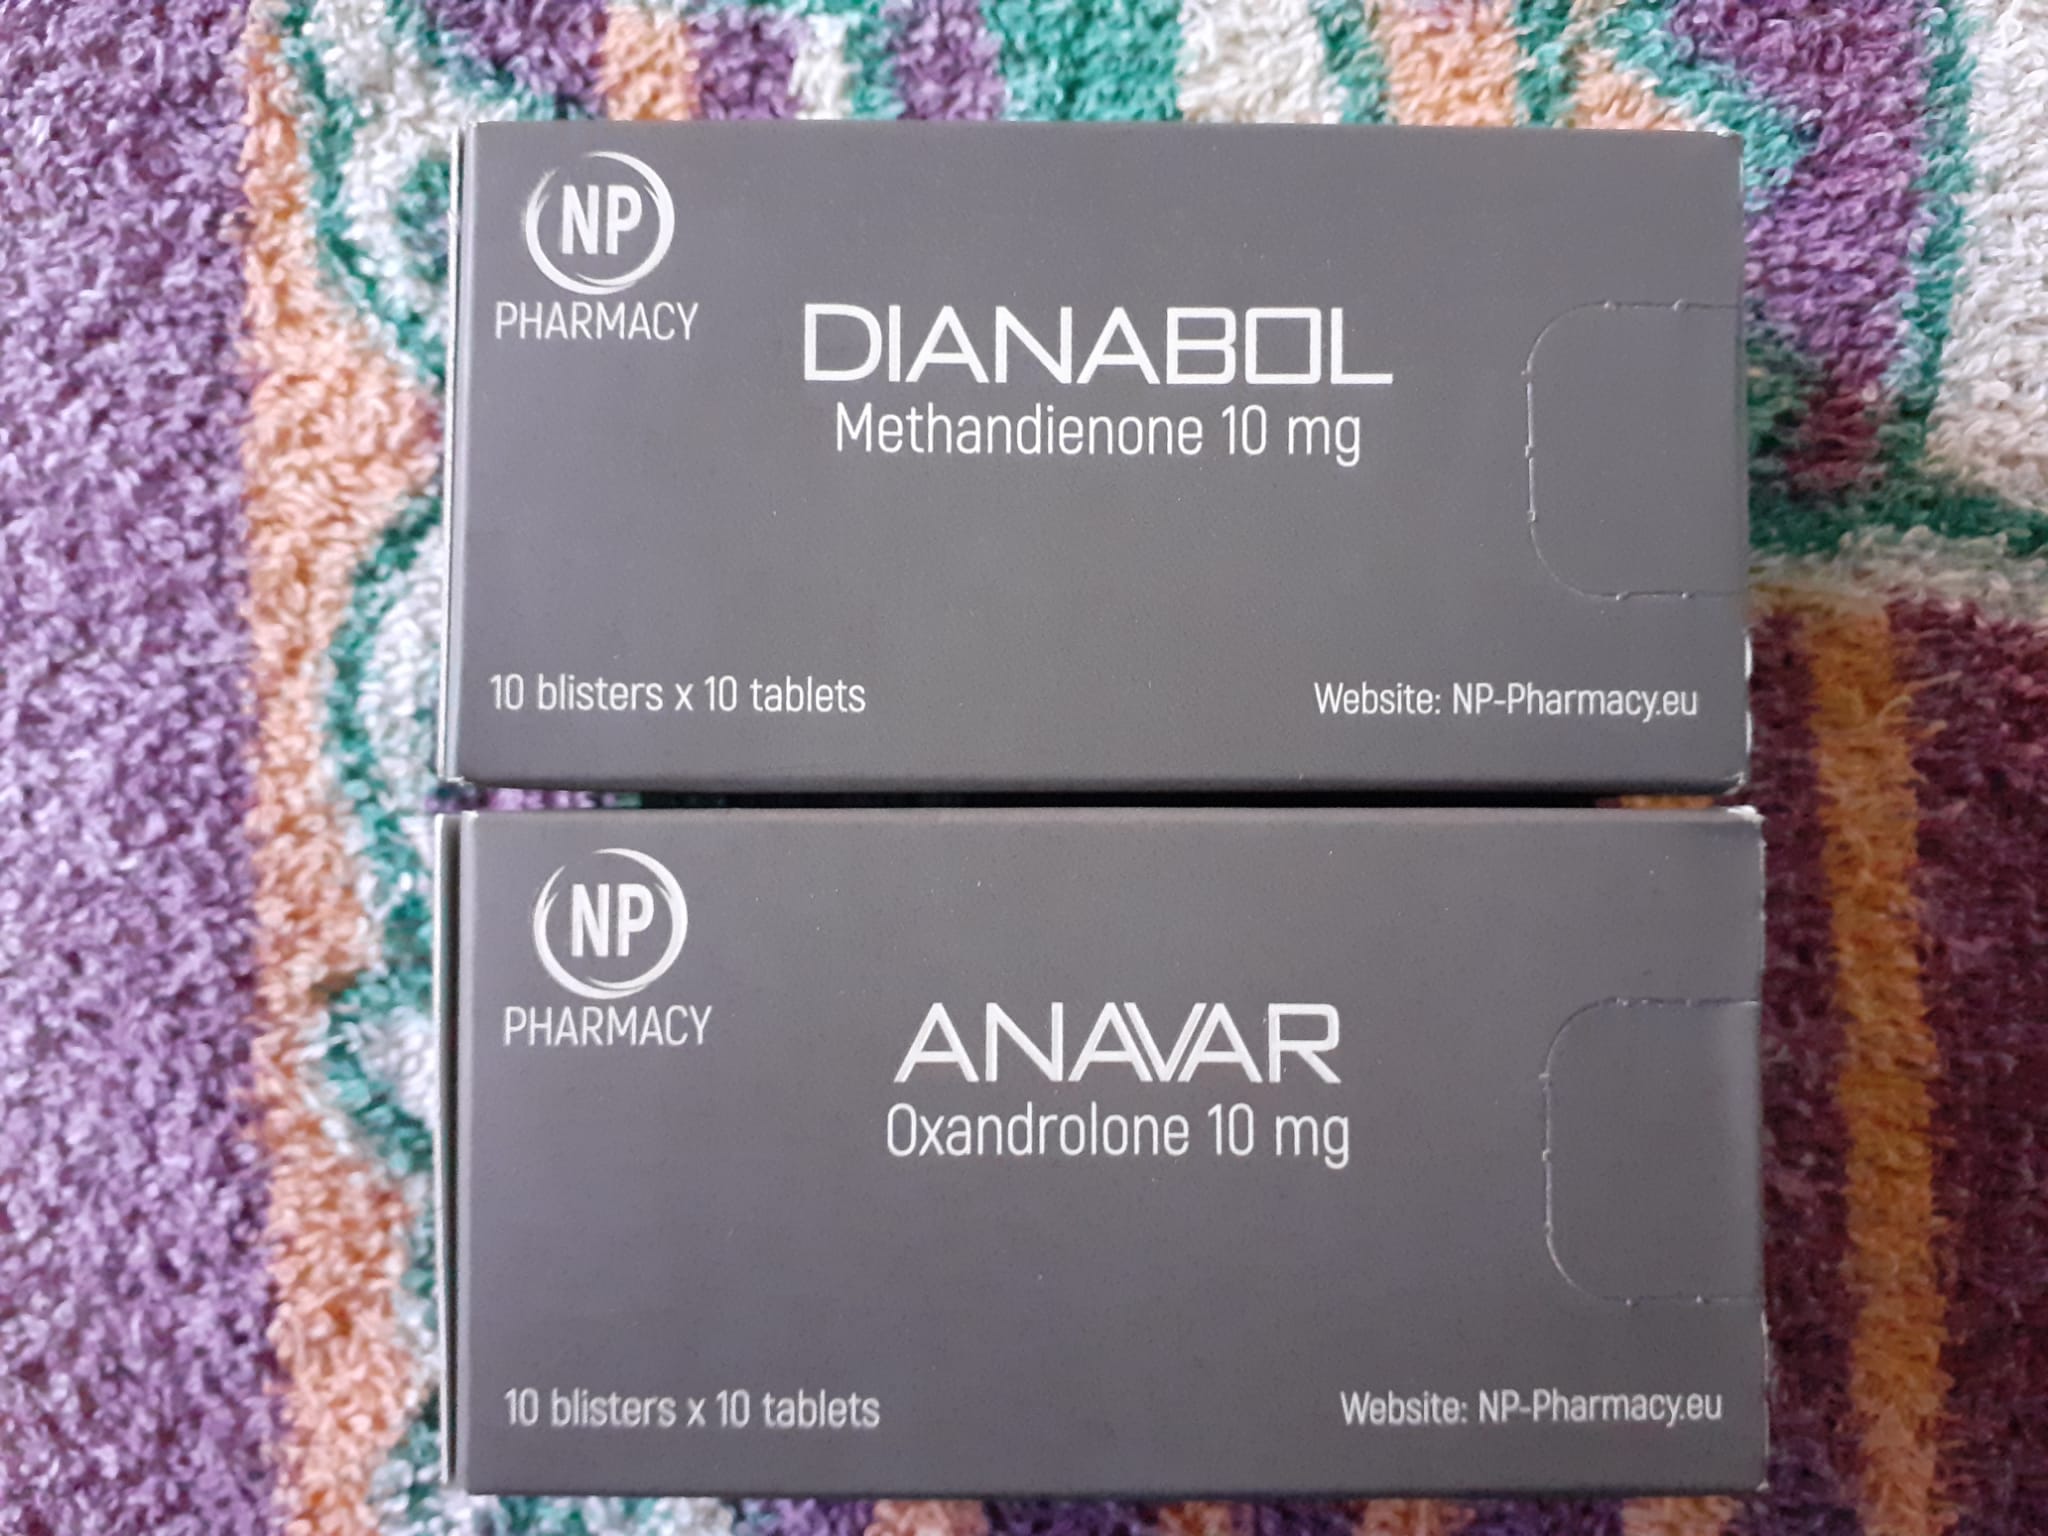 NP
PHARMACY
DIANABOL
Methandienone 10 mg
10 blisters x 10 tablets
Website: NP-Pharmacy.eu
NP
PHARMACY
ANAVAR
Oxandrolone 10 mg
10 blisters x 10 tablets
Website: NP-Pharmacy.eu